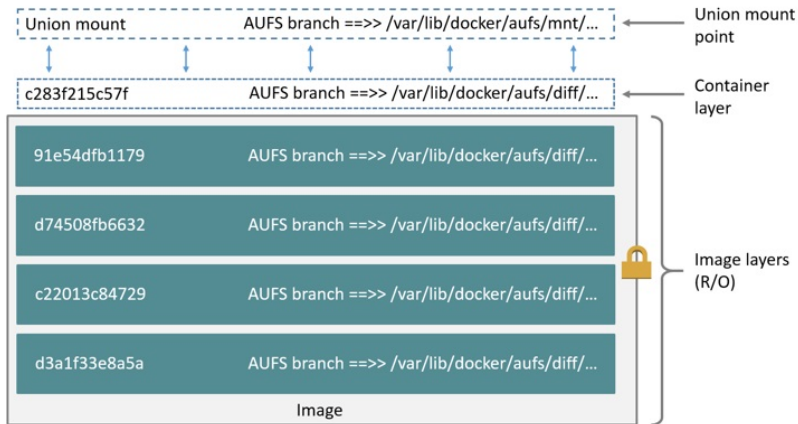 Union mount AUFS branch ==>> /var/lib/docker/aufs/mnt/...
Union mount
point
c283f215c57f AUFS branch ==>> /var/lib/docker/aufs/diff/...
Container
layer
91e54dfb1179 AUFS branch ==>> /var/lib/docker/aufs/diff/...
d74508fb6632 AUFS branch ==>> /var/lib/docker/aufs/diff/...
c22013c84729 AUFS branch ==>> /var/lib/docker/aufs/diff/...
d3a1f33e8a5a AUFS branch ==>> /var/lib/docker/aufs/diff/...
Image layers
(R/O)
Image